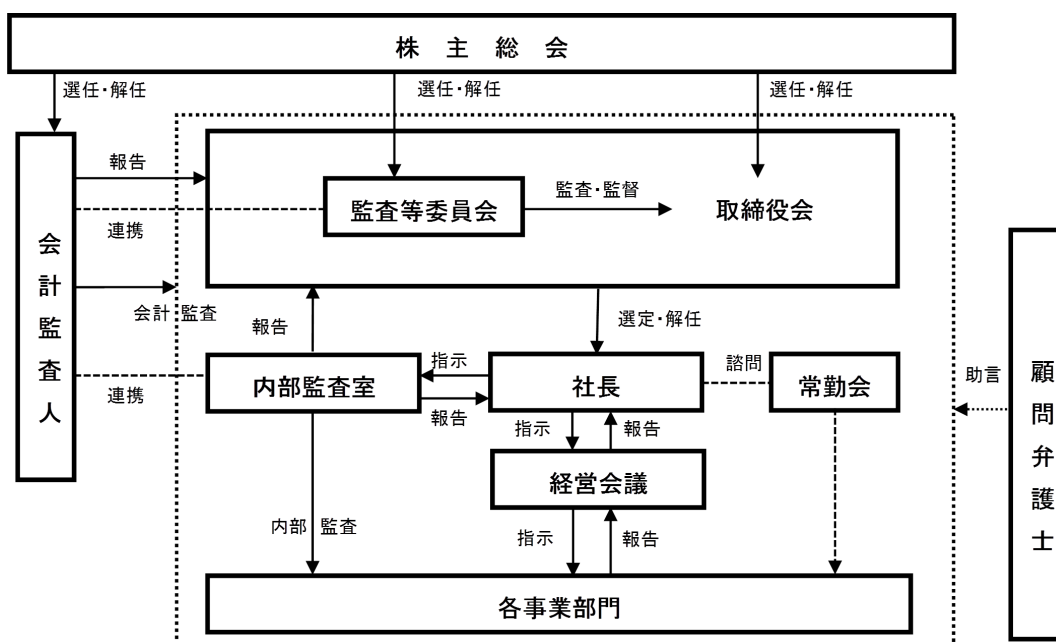 株主総会
選任・解任
選任・解任
選任・解任
報告
監査等委員会
監査・監督
取締役会
連携
会計監査人
会計監査
報告
選定・解任
内部監査室
指示
報告
社長
諮問
常勤会
連携
助言
顧問弁護士
指示
報告
経営会議
内部監査
指示
報告
各事業部門